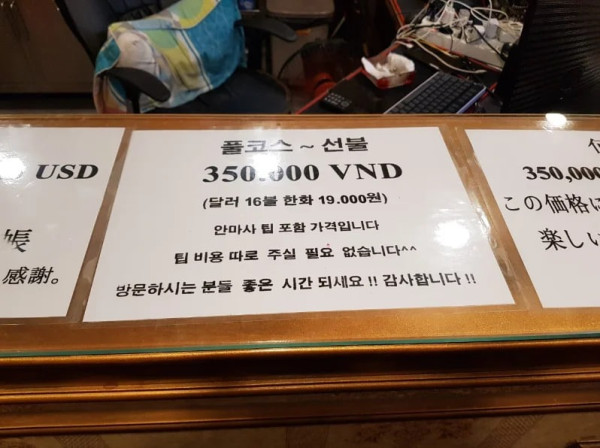 USD
帳
感謝。
풀코스 ~ 선불
350.000 VND
(달러 16불 한화 19.000원)
안마사 팁 포함 가격입니다
팁 비용 따로 주실 필요 없습니다^^
방문하시는 분들 좋은 시간 되세요 !! 감사합니다 !!
350,000
この価格に
楽しい